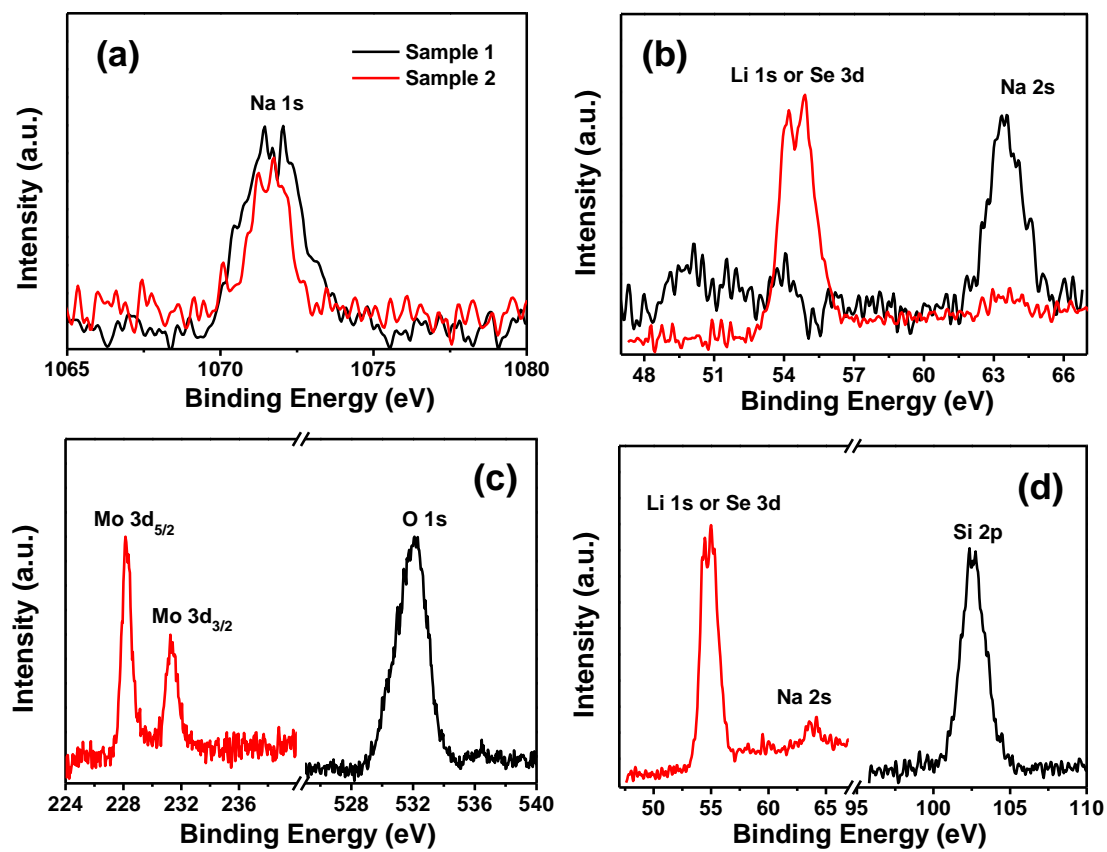 (a)
Sample 1
Sample 2
Na 1s
Intensity (a.u.)
1065 1070 1075 1080
Binding Energy (eV)
(b)
Li 1s or Se 3d
Na 2s
Intensity (a.u.)
48 51 54 57 60 63 66
Binding Energy (eV)
(c)
Mo 3d5/2
Mo 3d3/2
O 1s
Intensity (a.u.)
224 228 232 236 528 532 536 540
Binding Energy (eV)
(d)
Li 1s or Se 3d
Na 2s
Si 2p
Intensity (a.u.)
50 55 60 65 95 100 105 110
Binding Energy (eV)